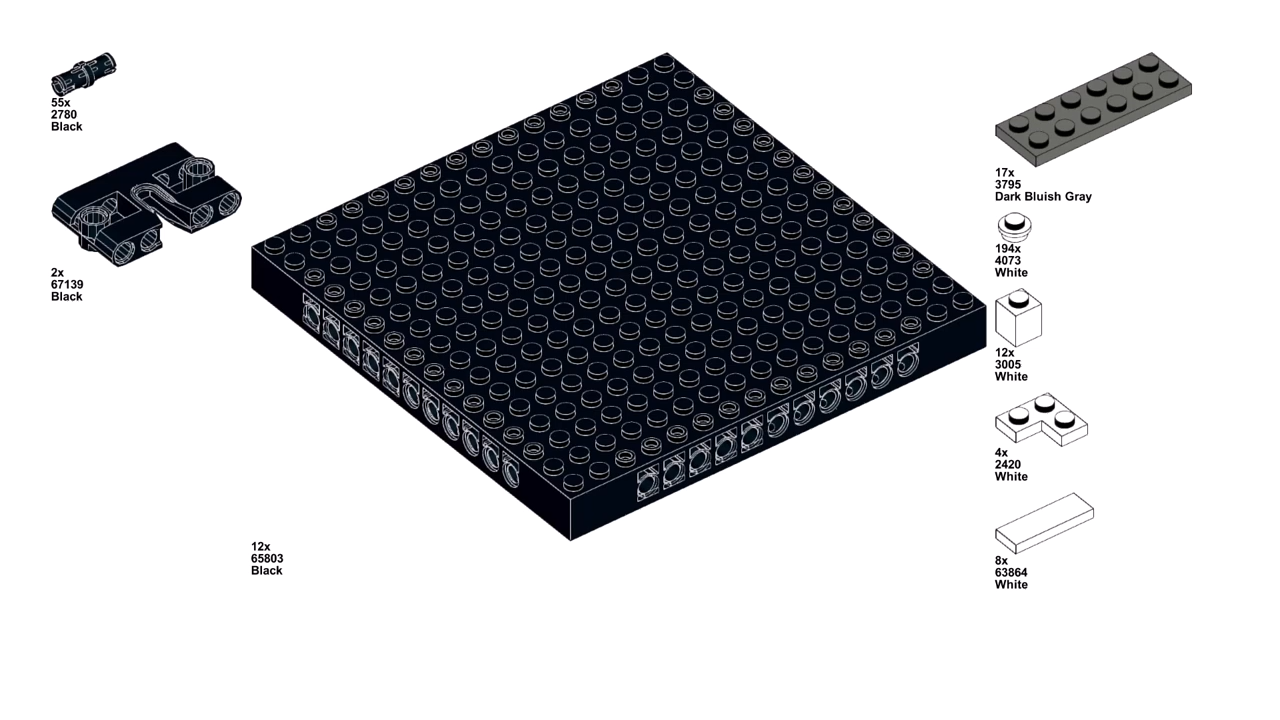 55x
2780
Black
2x
67139
Black
12x
65803
Black
17x
3795
Dark Bluish Gray
194x
4073
White
12x
3005
White
4x
2420
White
8x
63864
White